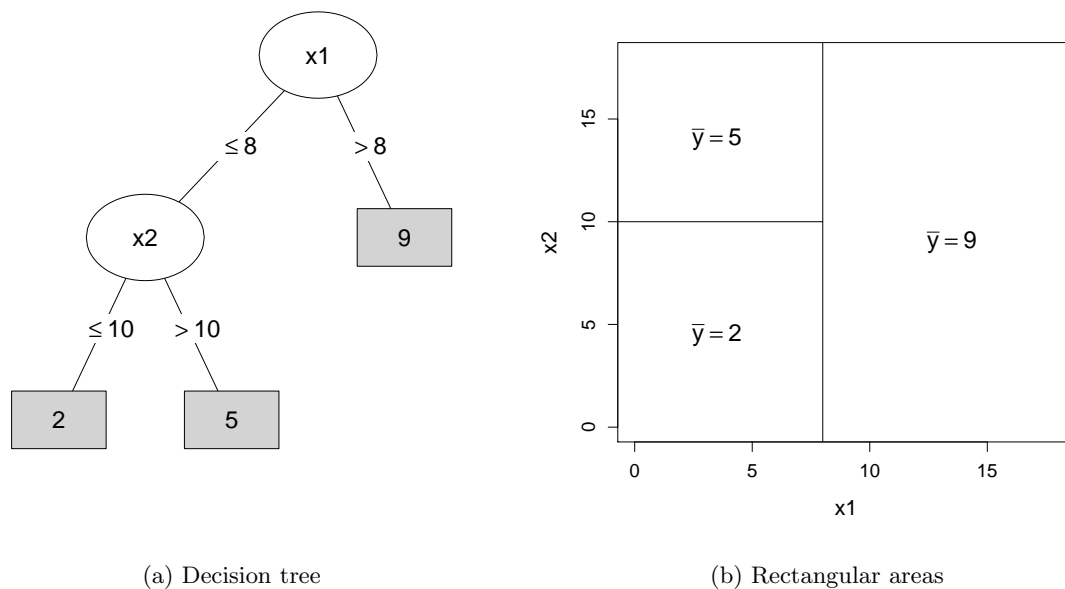 x1
≤ 8
> 8
x2
9
≤ 10
> 10
2
5
(a) Decision tree
x2
15
10
5
0
y̅ = 5
y̅ = 9
y̅ = 2
0 5 10 15
x1
(b) Rectangular areas